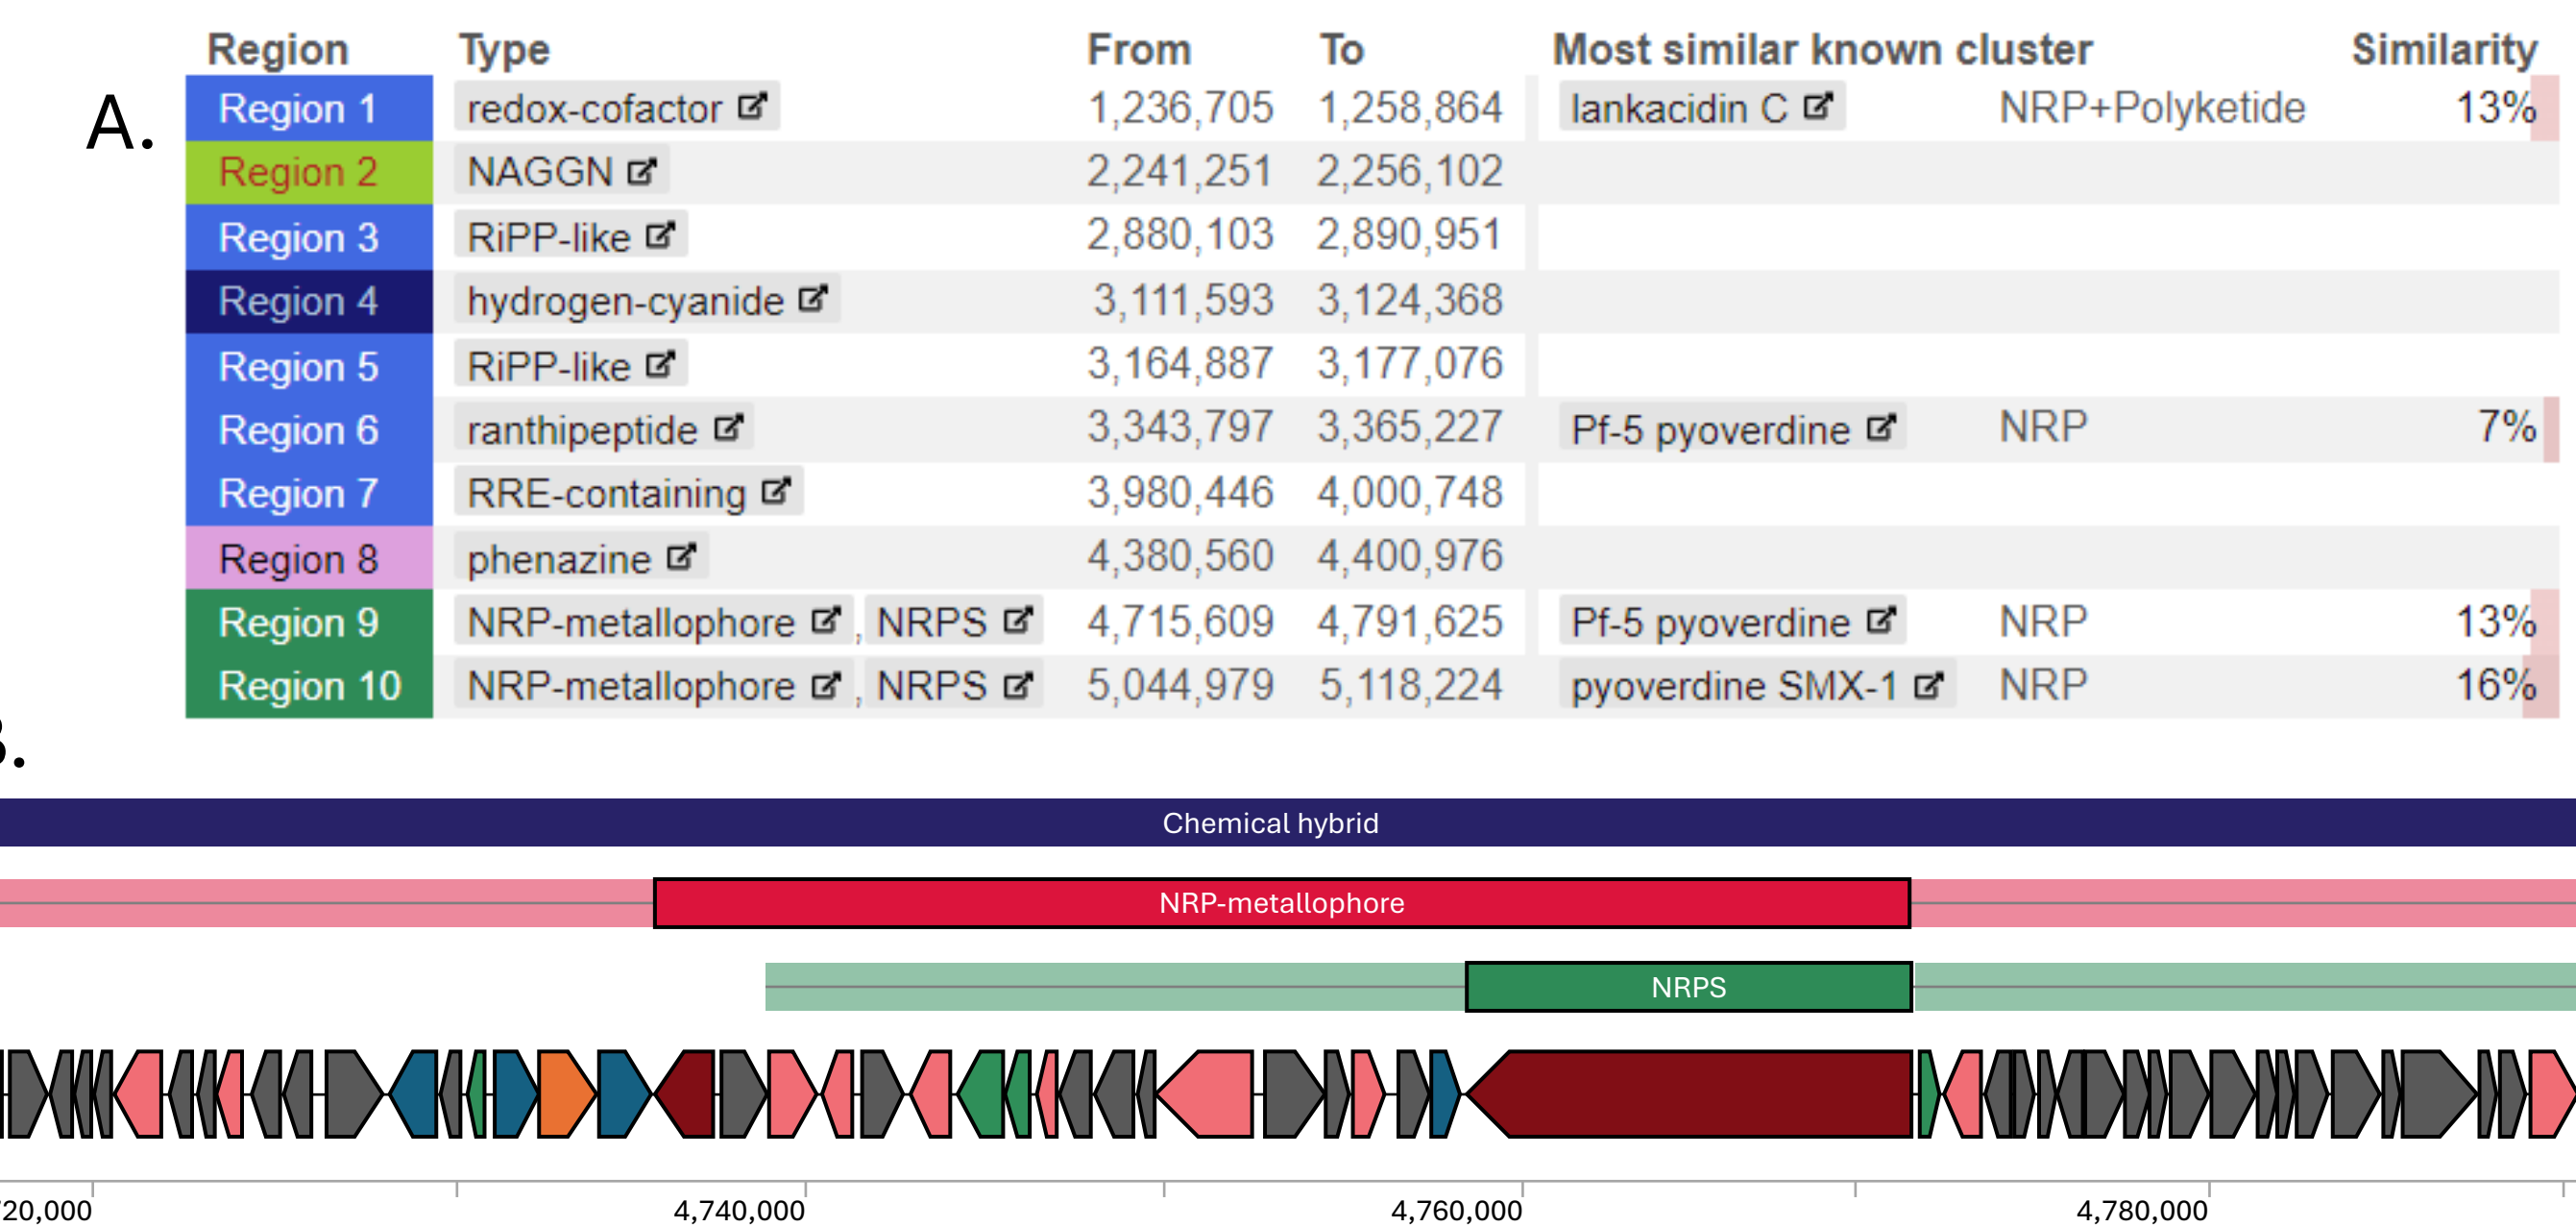 Region Type From To Most similar known cluster Similarity
A.
Region 1 redox-cofactor 1,236,705 1,258,864 lankacidin C NRP+Polyketide 13%
Region 2 NAGGN 2,241,251 2,256,102
Region 3 RiPP-like 2,880,103 2,890,951
Region 4 hydrogen-cyanide 3,111,593 3,124,368
Region 5 RiPP-like 3,164,887 3,177,076
Region 6 ranthipeptide 3,343,797 3,365,227 Pf-5 pyoverdine NRP 7%
Region 7 RRE-containing 3,980,446 4,000,748
Region 8 phenazine 4,380,560 4,400,976
Region 9 NRP-metallophore , NRPS 4,715,609 4,791,625 Pf-5 pyoverdine NRP 13%
Region 10 NRP-metallophore , NRPS 5,044,979 5,118,224 pyoverdine SMX-1 NRP 16%
B.
Chemical hybrid
NRP-metallophore
NRPS
20,000 4,740,000 4,760,000 4,780,000